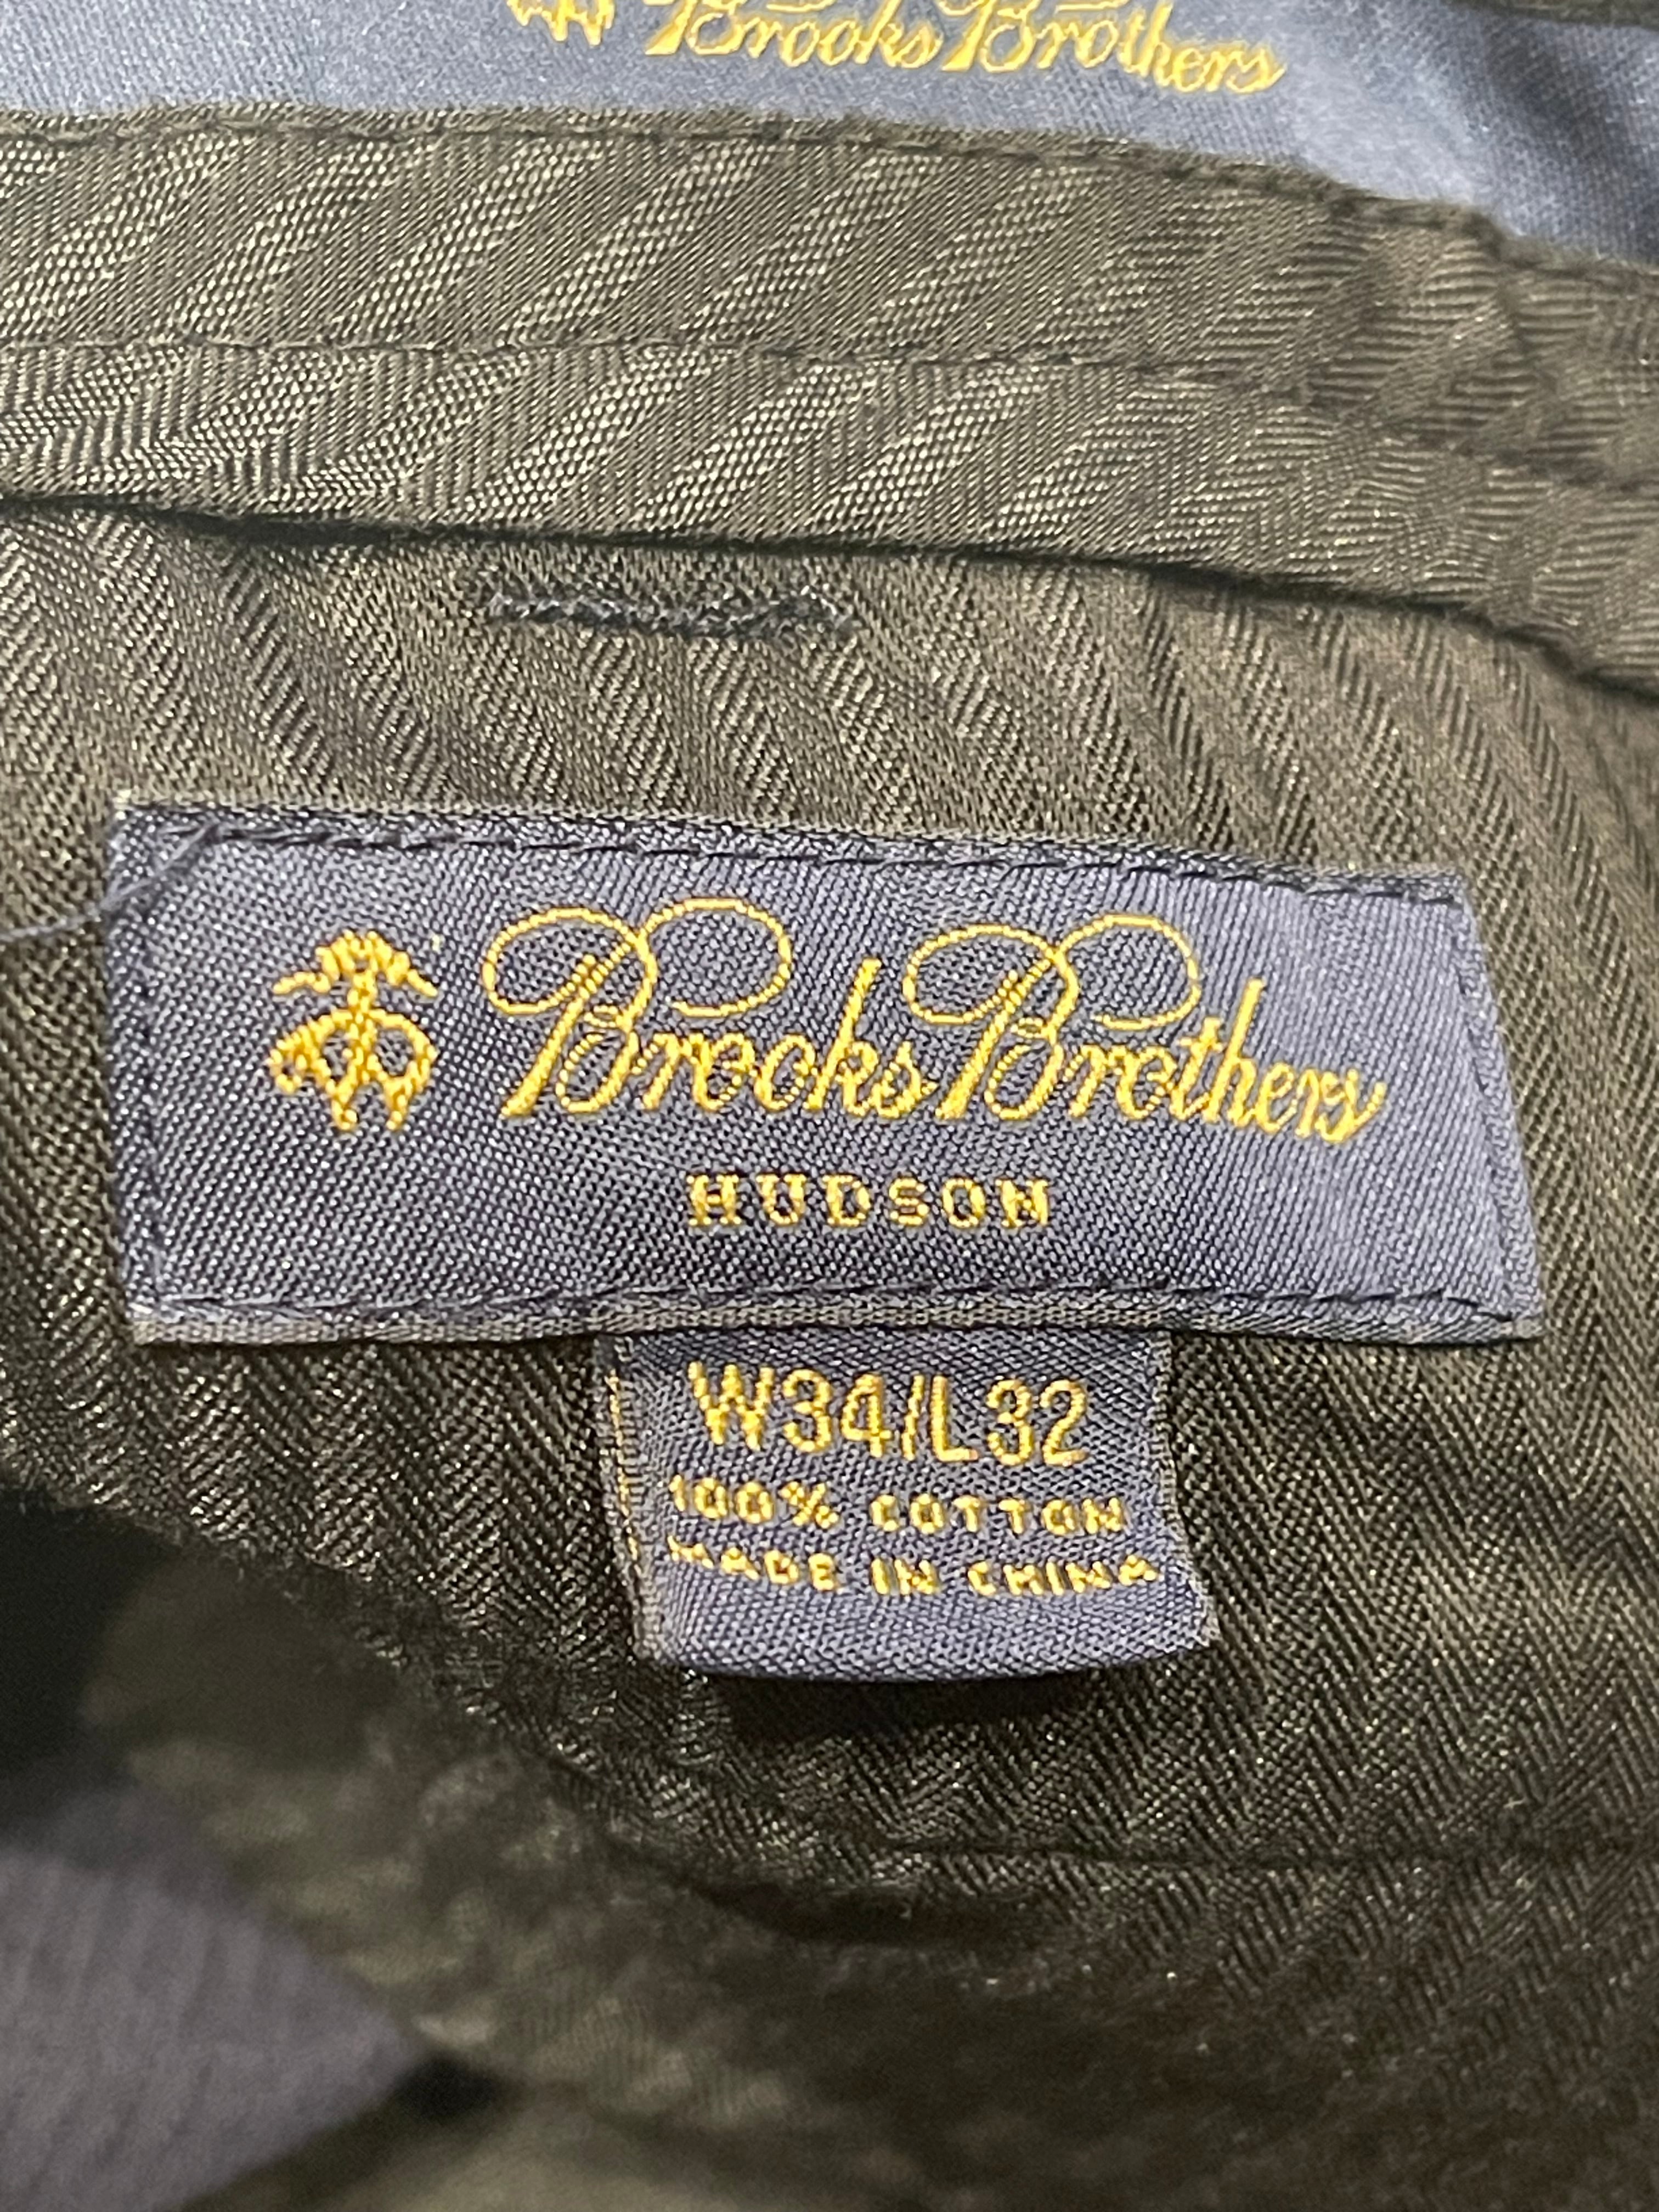 Brooks Brothers
Brooks Brothers
HUDSON
W34/L32
100% COTTON
MADE IN CHINA